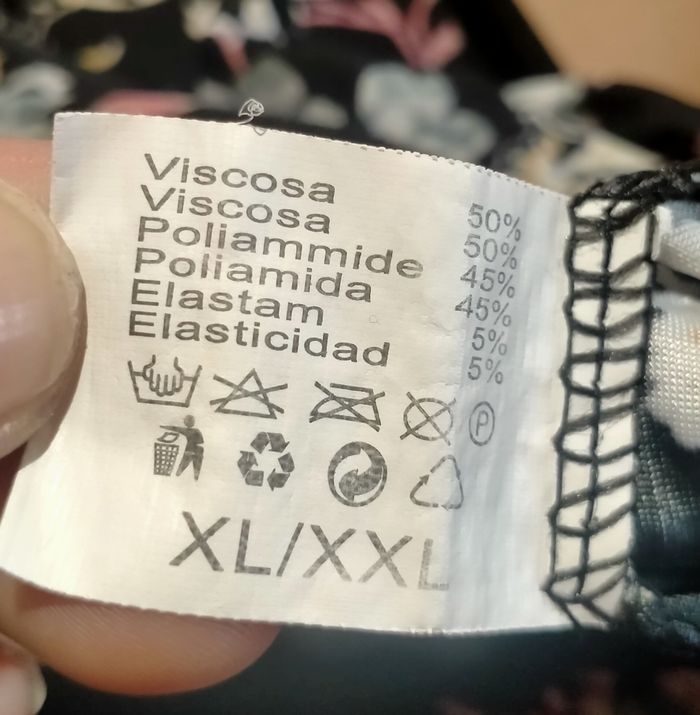 Viscosa 50%
Viscosa 50%
Poliammide 45%
Poliamida 45%
Elastam 5%
Elasticidad 5%
P
XL/XXL